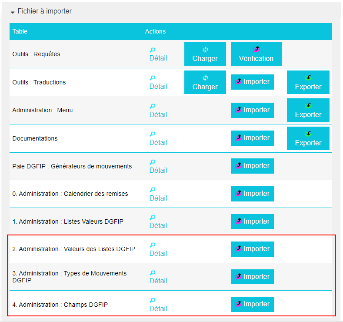 Fichier à importer
Table Actions
Outils : Requêtes Détail Charger Vérification
Outils : Traductions Détail Charger Importer Exporter
Administration : Menu Détail Importer Exporter
Documentations Détail Importer Exporter
Paie DGFIP : Générateurs de mouvements Détail Importer
0. Administration : Calendrier des remises Détail Importer
1. Administration : Listes Valeurs DGFIP Détail Importer
2. Administration : Valeurs des Listes DGFIP Détail Importer
3. Administration : Types de Mouvements
DGFIP Détail Importer
4. Administration : Champs DGFIP Détail Importer